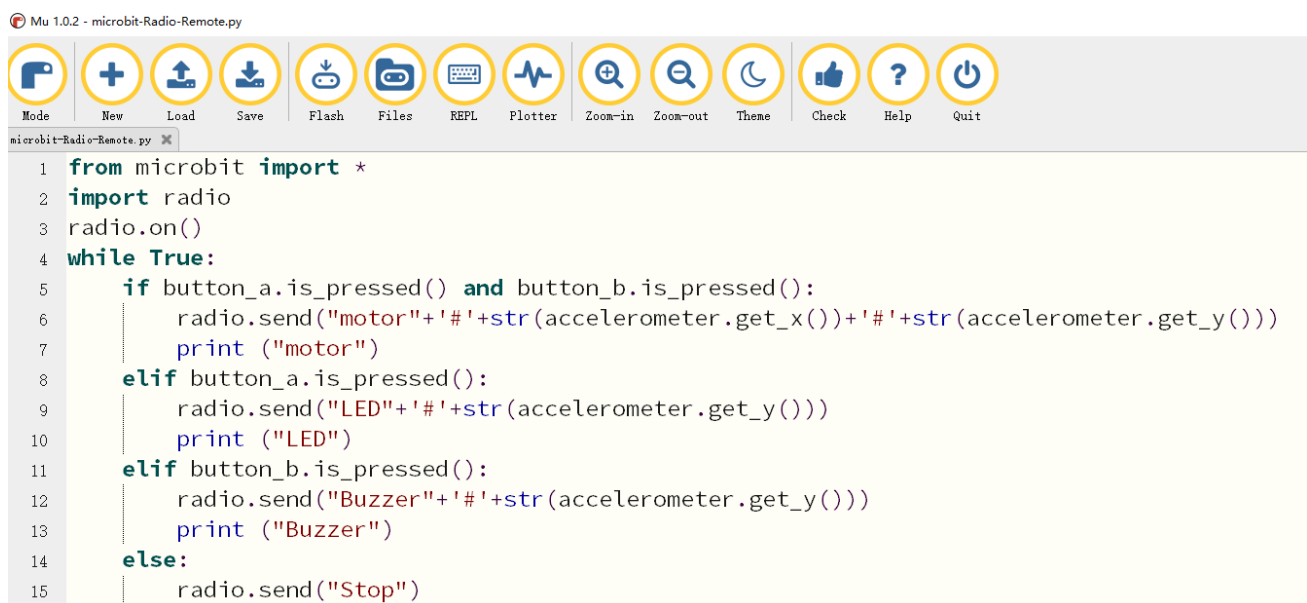 Mu 1.0.2 - microbit-Radio-Remote.py
Mode New Load Save Flash Files REPL Plotter Zoom-in Zoom-out Theme Check Help Quit
microbit-Radio-Remote.py
1 from microbit import *
2 import radio
3 radio.on()
4 while True:
5     if button_a.is_pressed() and button_b.is_pressed():
6         radio.send("motor"+'#'+str(accelerometer.get_x())+'#'+str(accelerometer.get_y()))
7         print ("motor")
8     elif button_a.is_pressed():
9         radio.send("LED"+'#'+str(accelerometer.get_y()))
10         print ("LED")
11     elif button_b.is_pressed():
12         radio.send("Buzzer"+'#'+str(accelerometer.get_y()))
13         print ("Buzzer")
14     else:
15         radio.send("Stop")